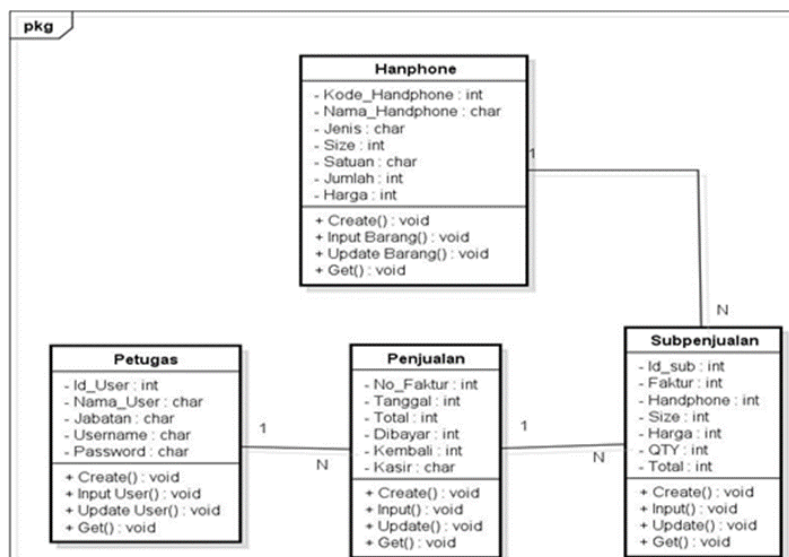 pkg
Hanphone
- Kode_Handphone : int
- Nama_Handphone : char
- Jenis : char
- Size : int
- Satuan : char
- Jumlah : int
- Harga : int
+ Create() : void
+ Input Barang() : void
+ Update Barang() : void
+ Get() : void
1
N
Petugas
- Id_User : int
- Nama_User : char
- Jabatan : char
- Username : char
- Password : char
+ Create() : void
+ Input User() : void
+ Update User() : void
+ Get() : void
1
N
Penjualan
- No_Faktur : int
- Tanggal : int
- Total : int
- Dibayar : int
- Kembali : int
- Kasir : char
+ Create() : void
+ Input() : void
+ Update() : void
+ Get() : void
1
N
Subpenjualan
- Id_sub : int
- Faktur : int
- Handphone : int
- Size : int
- Harga : int
- QTY : int
- Total : int
+ Create() : void
+ Input() : void
+ Update() : void
+ Get() : void